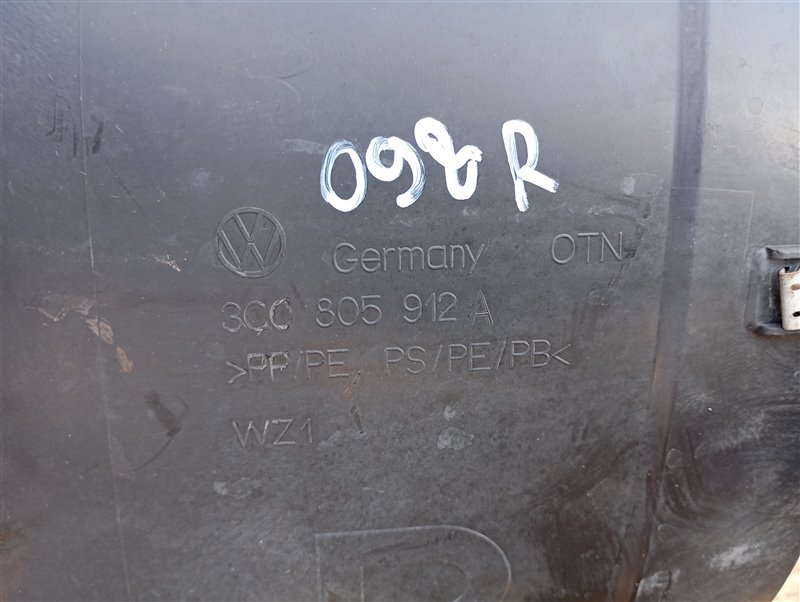 098 R
Germany OTN
3C0 805 912 A
>PP/PE PS/PE/PB<
WZ1
R